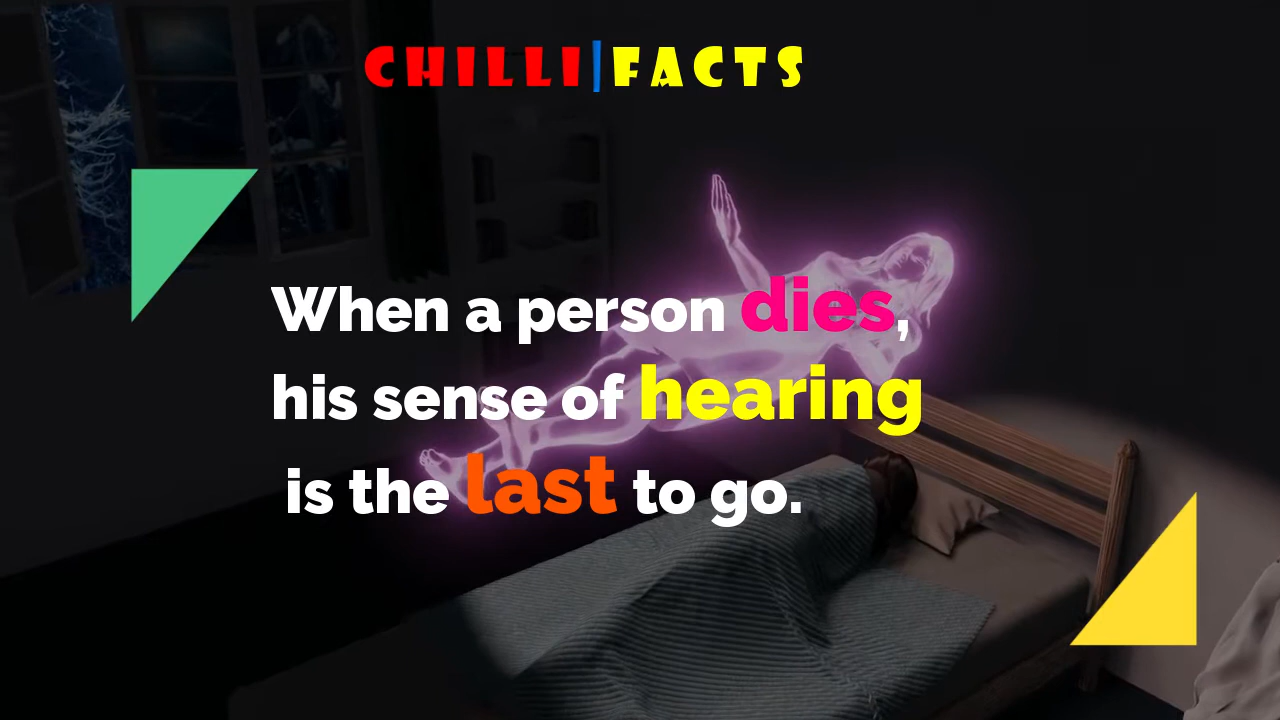 CHILLI|FACTS
When a person dies,
his sense of hearing
is the last to go.